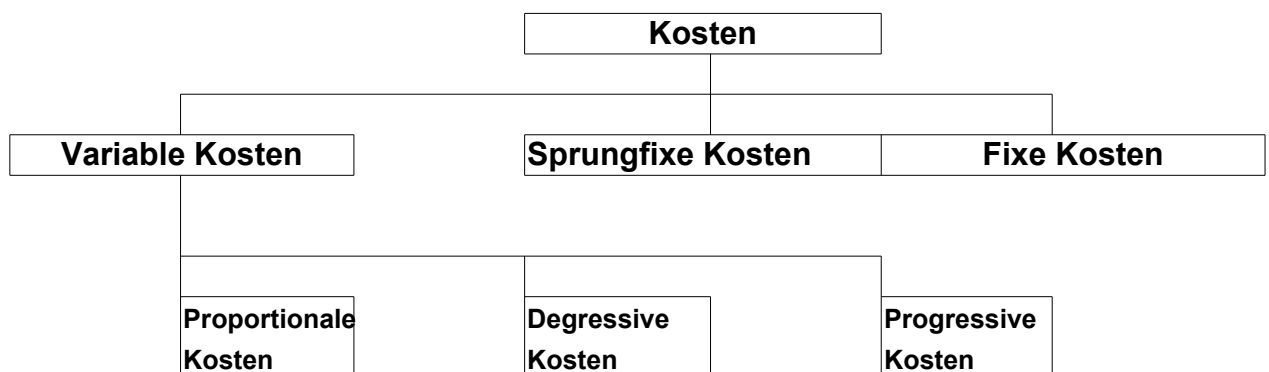 Kosten
Variable Kosten
Sprungfixe Kosten
Fixe Kosten
Proportionale
Kosten
Degressive
Kosten
Progressive
Kosten